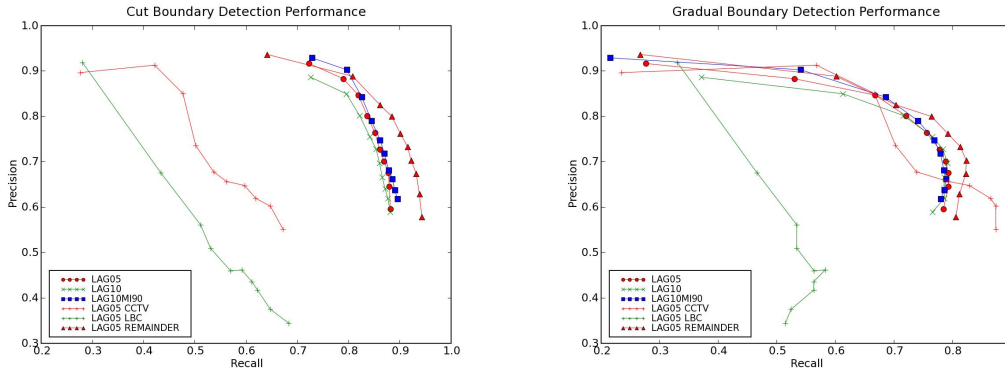 Cut Boundary Detection Performance
1.0
0.9
0.8
0.7
0.6
0.5
0.4
0.3
Precision
LAG05
LAG10
LAG10MI90
LAG05 CCTV
LAG05 LBC
LAG05 REMAINDER
0.2 0.3 0.4 0.5 0.6 0.7 0.8 0.9 1.0
Recall
Gradual Boundary Detection Performance
1.0
0.9
0.8
0.7
0.6
0.5
0.4
0.3
Precision
LAG05
LAG10
LAG10MI90
LAG05 CCTV
LAG05 LBC
LAG05 REMAINDER
0.2 0.3 0.4 0.5 0.6 0.7 0.8
Recall